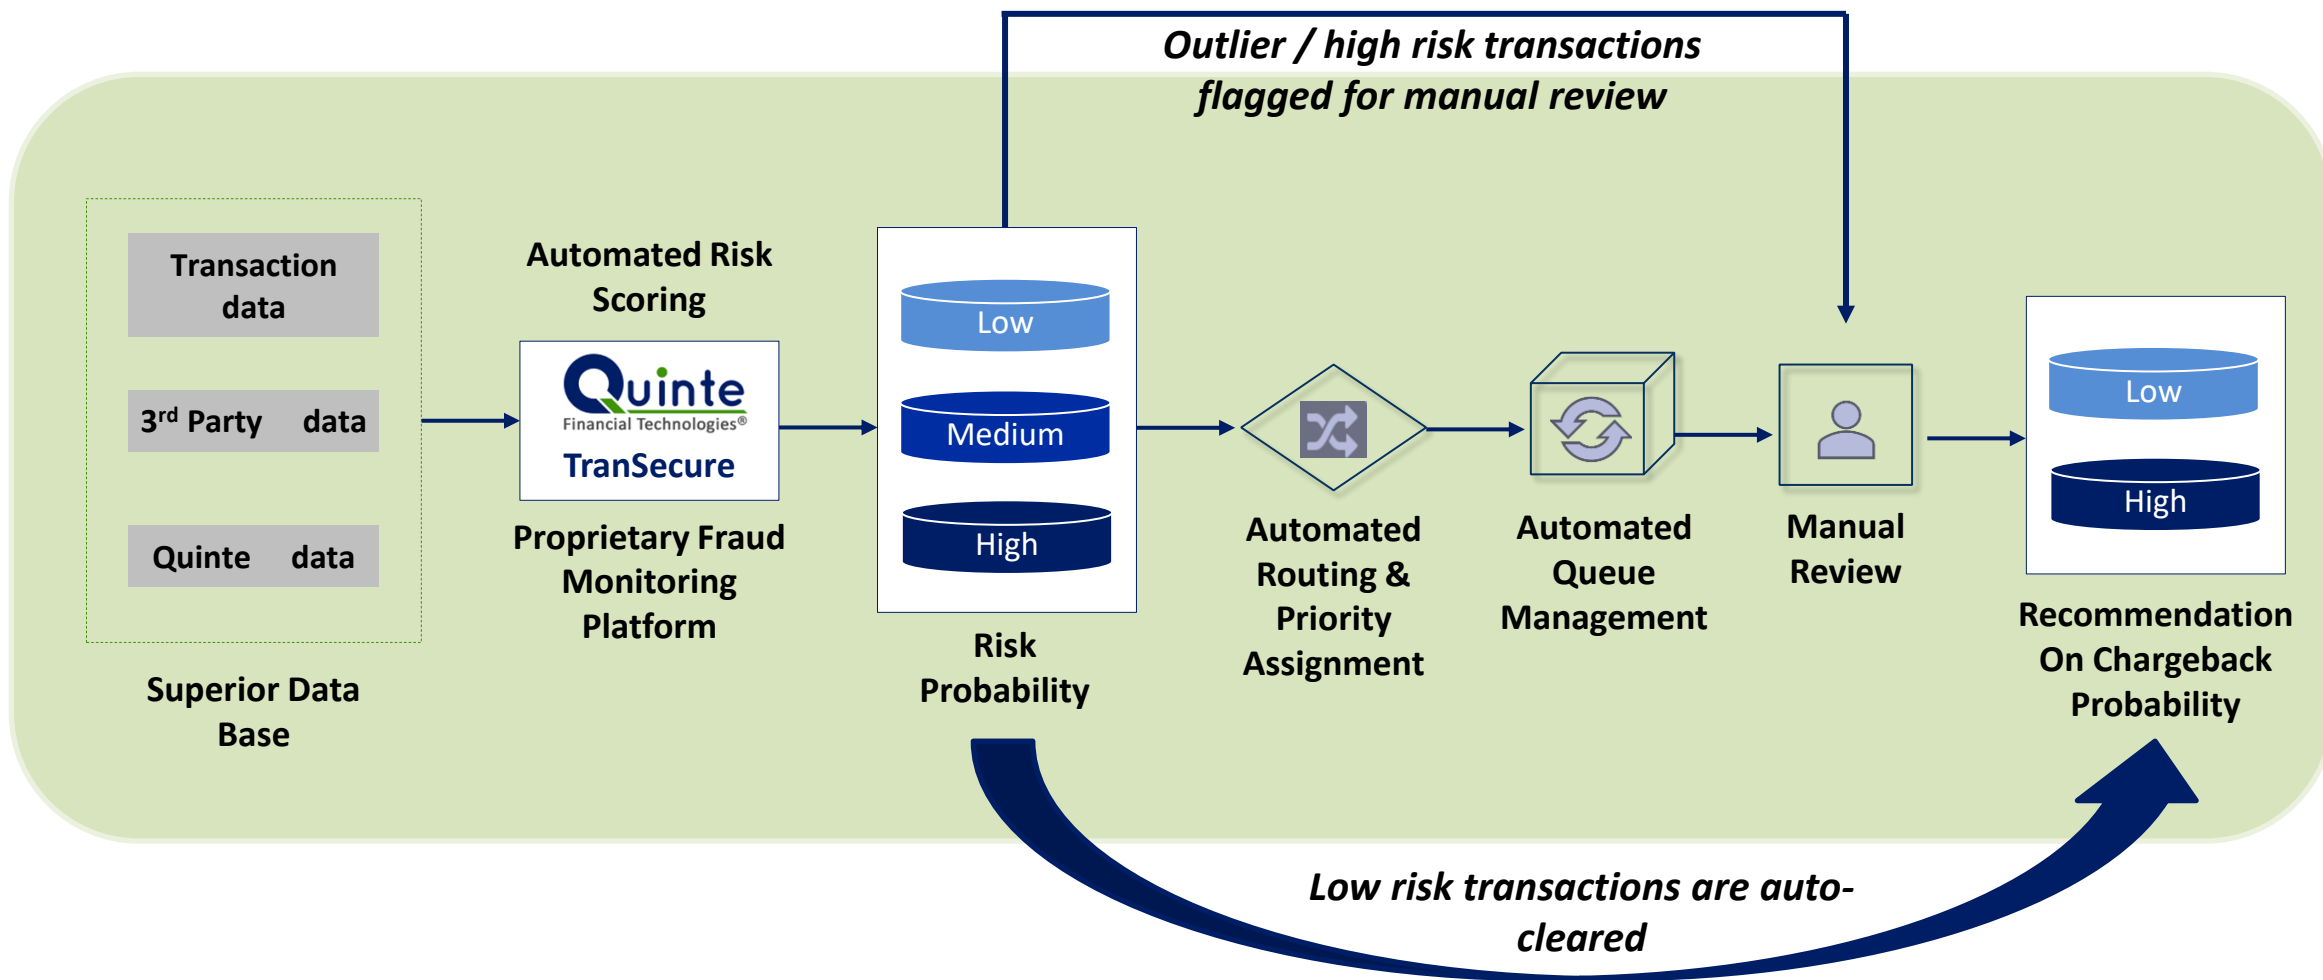 Outlier / high risk transactions
flagged for manual review
Transaction
data
3rd Party data
Quinte data
Superior Data
Base
Automated Risk
Scoring
Quinte
Financial Technologies®
TranSecure
Proprietary Fraud
Monitoring
Platform
Low
Medium
High
Risk
Probability
Automated
Routing &
Priority
Assignment
Automated
Queue
Management
Manual
Review
Low
High
Recommendation
On Chargeback
Probability
Low risk transactions are auto-
cleared